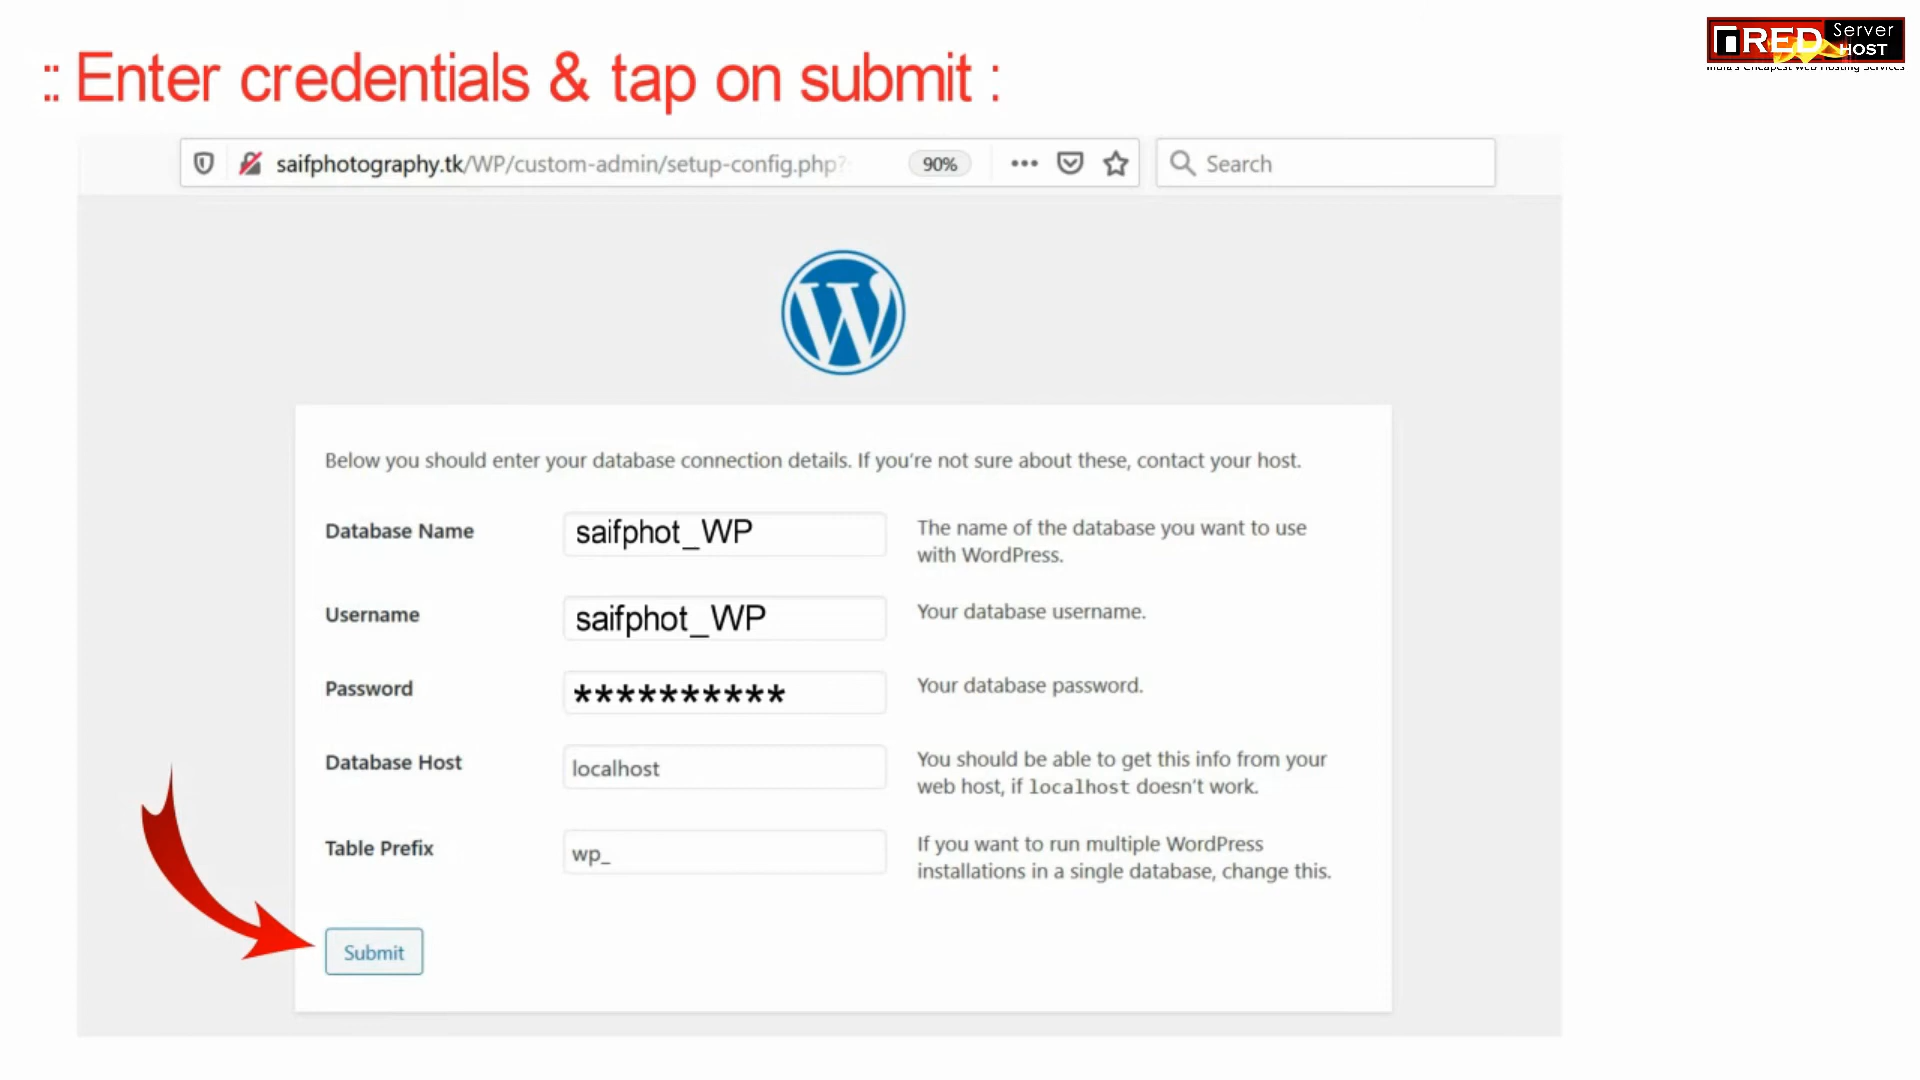 :: Enter credentials & tap on submit :
RED Server HOST
India's Cheapest Web Hosting Services
saifphotography.tk/WP/custom-admin/setup-config.php?
90%
Search
Below you should enter your database connection details. If you're not sure about these, contact your host.
Database Name
saifphot_WP
The name of the database you want to use
with WordPress.
Username
saifphot_WP
Your database username.
Password
**********
Your database password.
Database Host
localhost
You should be able to get this info from your
web host, if localhost doesn't work.
Table Prefix
wp_
If you want to run multiple WordPress
installations in a single database, change this.
Submit